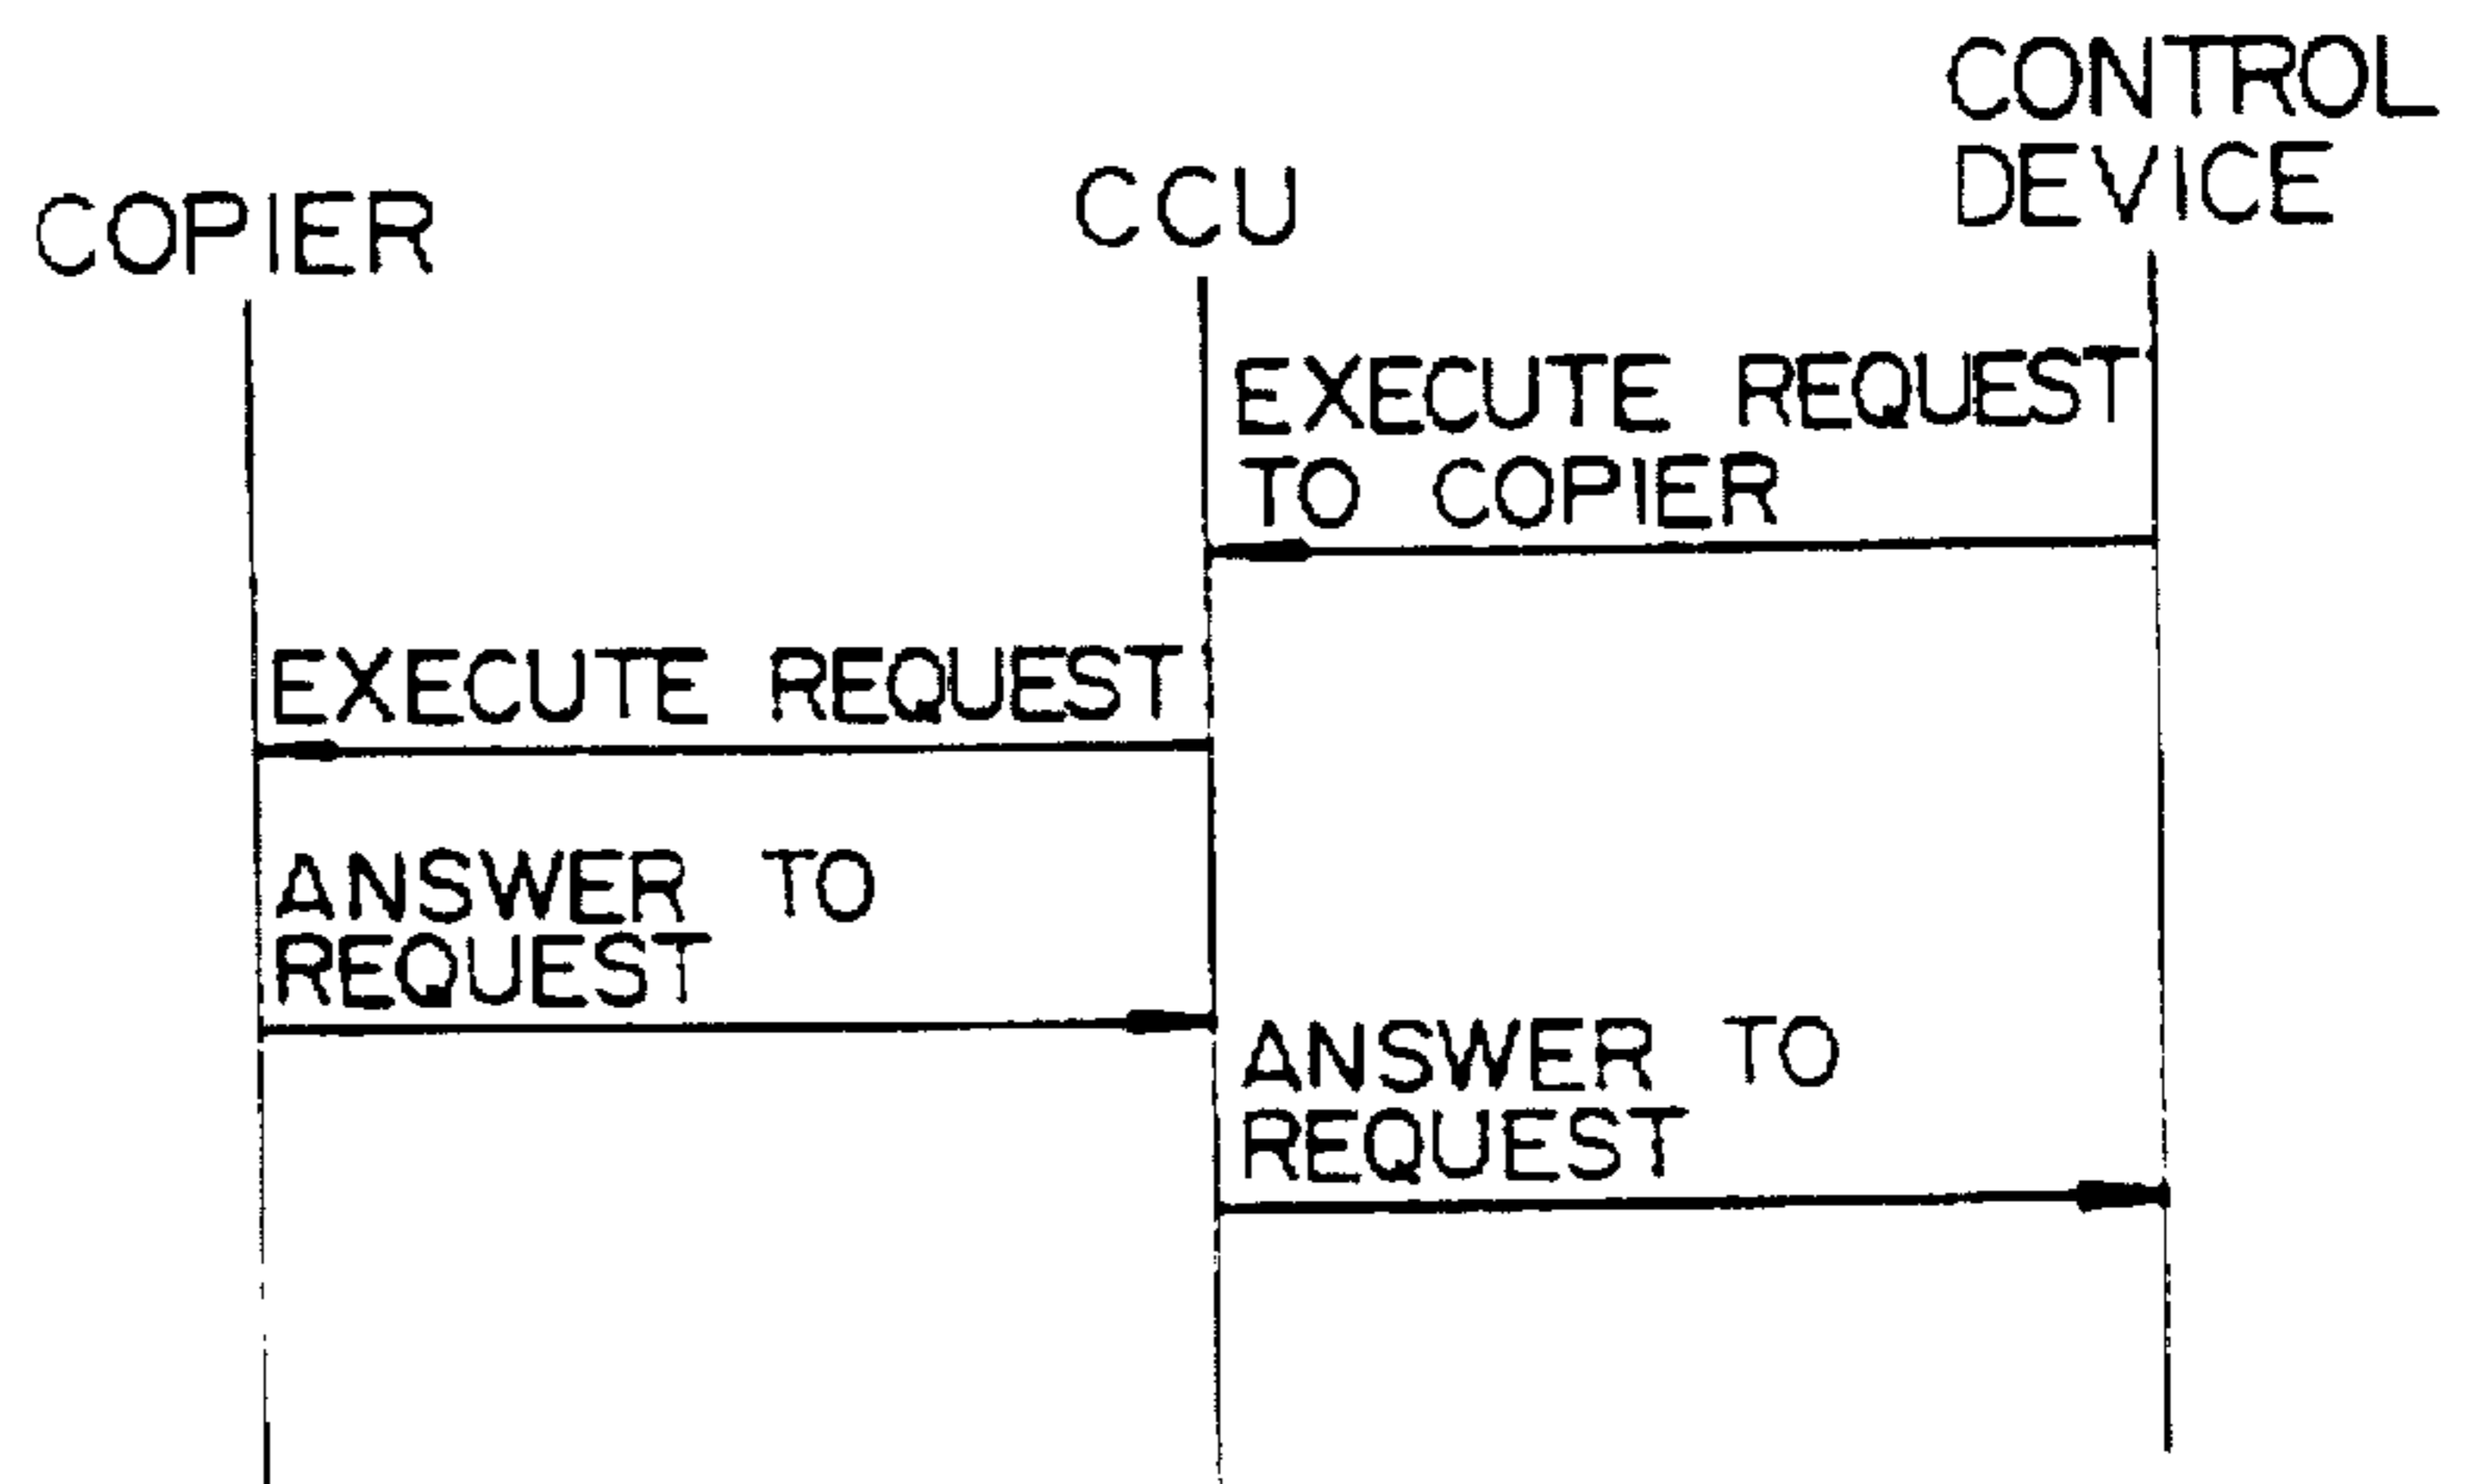 COPIER
CCU
CONTROL
DEVICE
EXECUTE REQUEST
TO COPIER
EXECUTE REQUEST
ANSWER TO
REQUEST
ANSWER TO
REQUEST